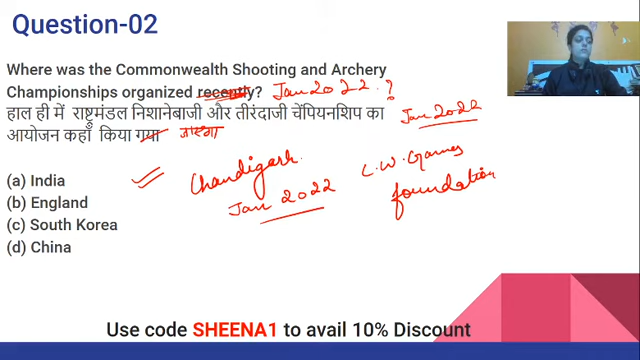 Question-02
Where was the Commonwealth Shooting and Archery
Championships organized recently? Jan 2022 ?
हाल ही में राष्ट्रमंडल निशानेबाजी और तीरंदाजी चैंपियनशिप का Jan 2022
आयोजन कहाँ किया गया जाएगा
(a) India
(b) England
(c) South Korea
(d) China
Chandigarh
Jan 2022
C.W. Games
foundation
Use code SHEENA1 to avail 10% Discount